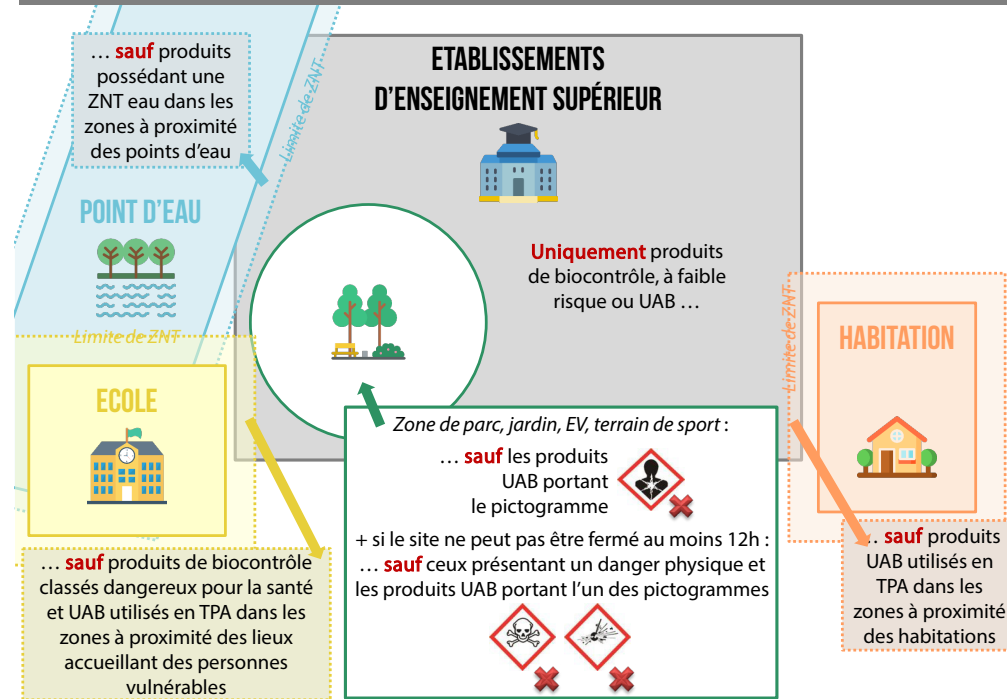 … sauf produits
possédant une
ZNT eau dans les
zones à proximité
des points d'eau
Limite de ZNT
Limite de ZNT
ETABLISSEMENTS
D'ENSEIGNEMENT SUPÉRIEUR
POINT D'EAU
Uniquement produits
de biocontrôle, à faible
risque ou UAB …
Limite de ZNT
Limite de ZNT
HABITATION
ECOLE
Zone de parc, jardin, EV, terrain de sport :
… sauf les produits
UAB portant
le pictogramme
+ si le site ne peut pas être fermé au moins 12h :
… sauf ceux présentant un danger physique et
les produits UAB portant l'un des pictogrammes
… sauf produits de biocontrôle
classés dangereux pour la santé
et UAB utilisés en TPA dans les
zones à proximité des lieux
accueillant des personnes
vulnérables
… sauf produits
UAB utilisés en
TPA dans les
zones à proximité
des habitations